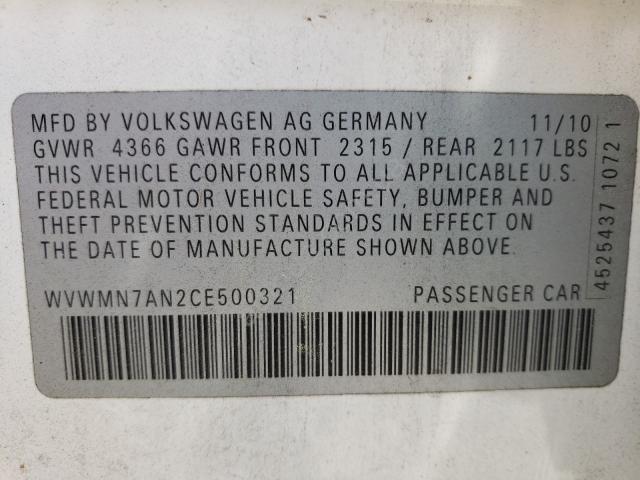 MFD BY VOLKSWAGEN AG GERMANY 11/10
GVWR 4366 GAWR FRONT 2315 / REAR 2117 LBS
THIS VEHICLE CONFORMS TO ALL APPLICABLE U.S.
FEDERAL MOTOR VEHICLE SAFETY, BUMPER AND
THEFT PREVENTION STANDARDS IN EFFECT ON
THE DATE OF MANUFACTURE SHOWN ABOVE.
WVWMN7AN2CE500321 PASSENGER CAR
4525437 1072 1